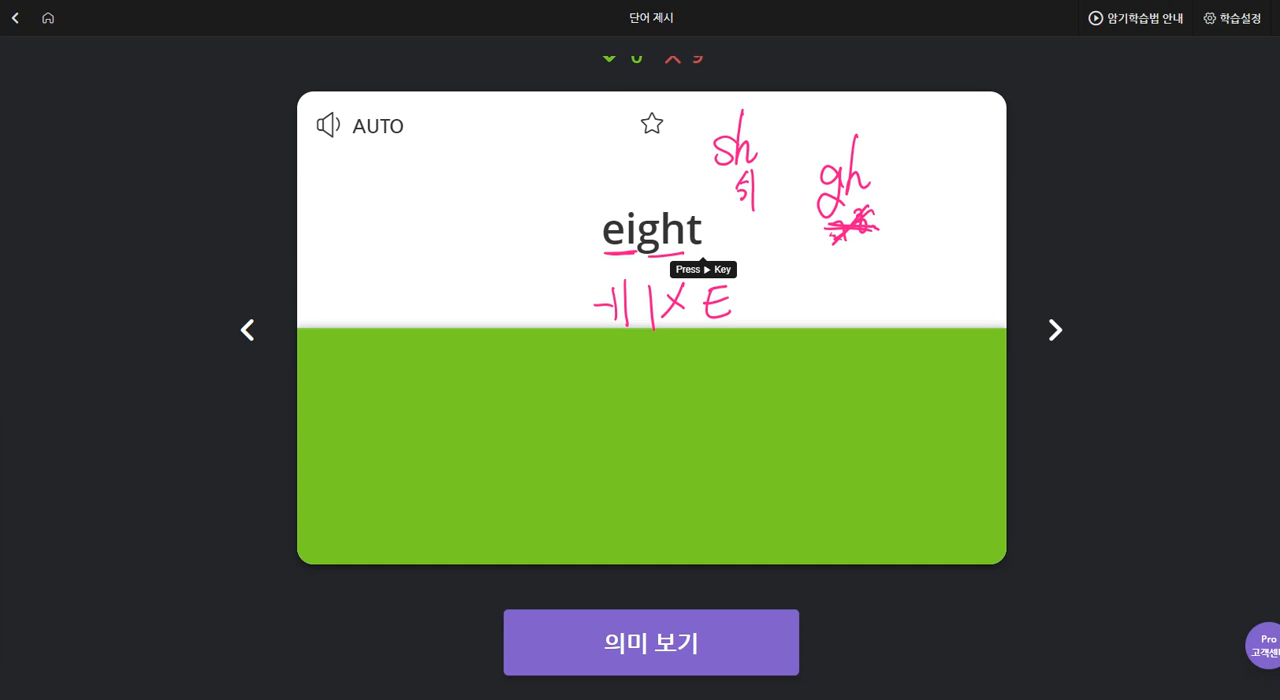 단어 제시
암기학습법 안내
학습설정
AUTO
sh
쉬
gh
eight
Press ▶ Key
ㅔㅣ X ㅌ
의미 보기
Pro